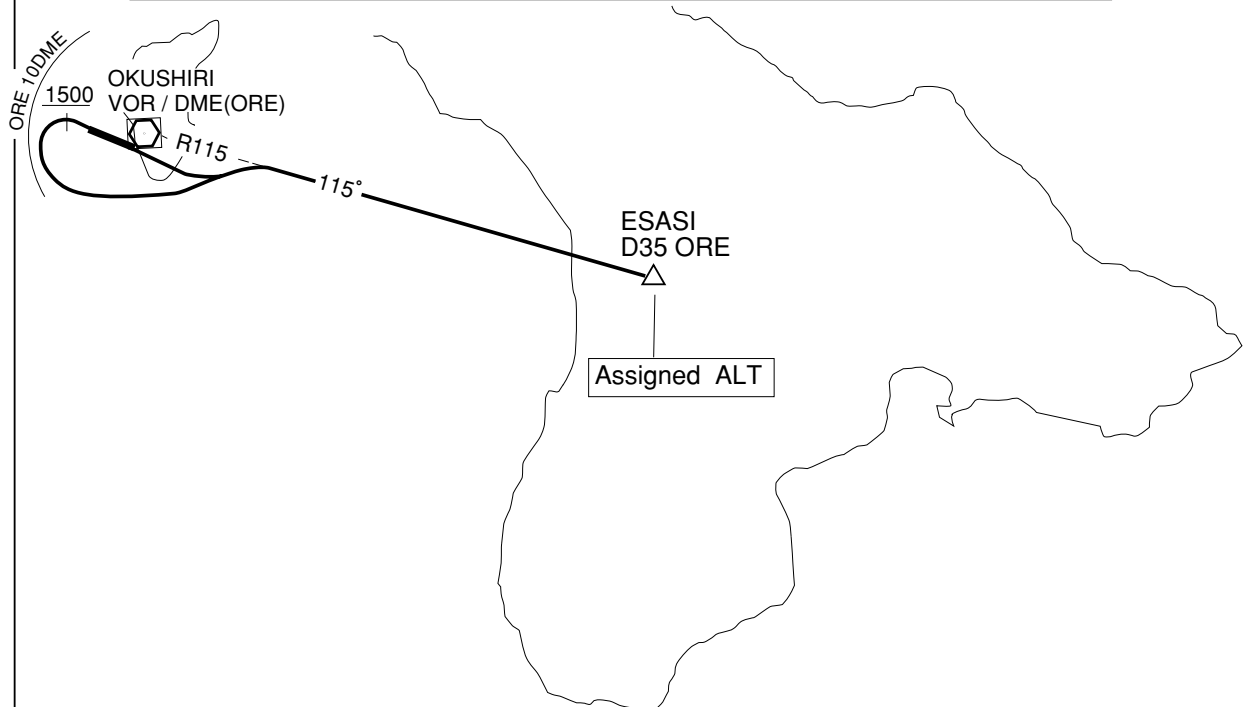 ORE 10DME
1500
OKUSHIRI
VOR / DME(ORE)
R115
115°
ESASI
D35 ORE
Assigned ALT